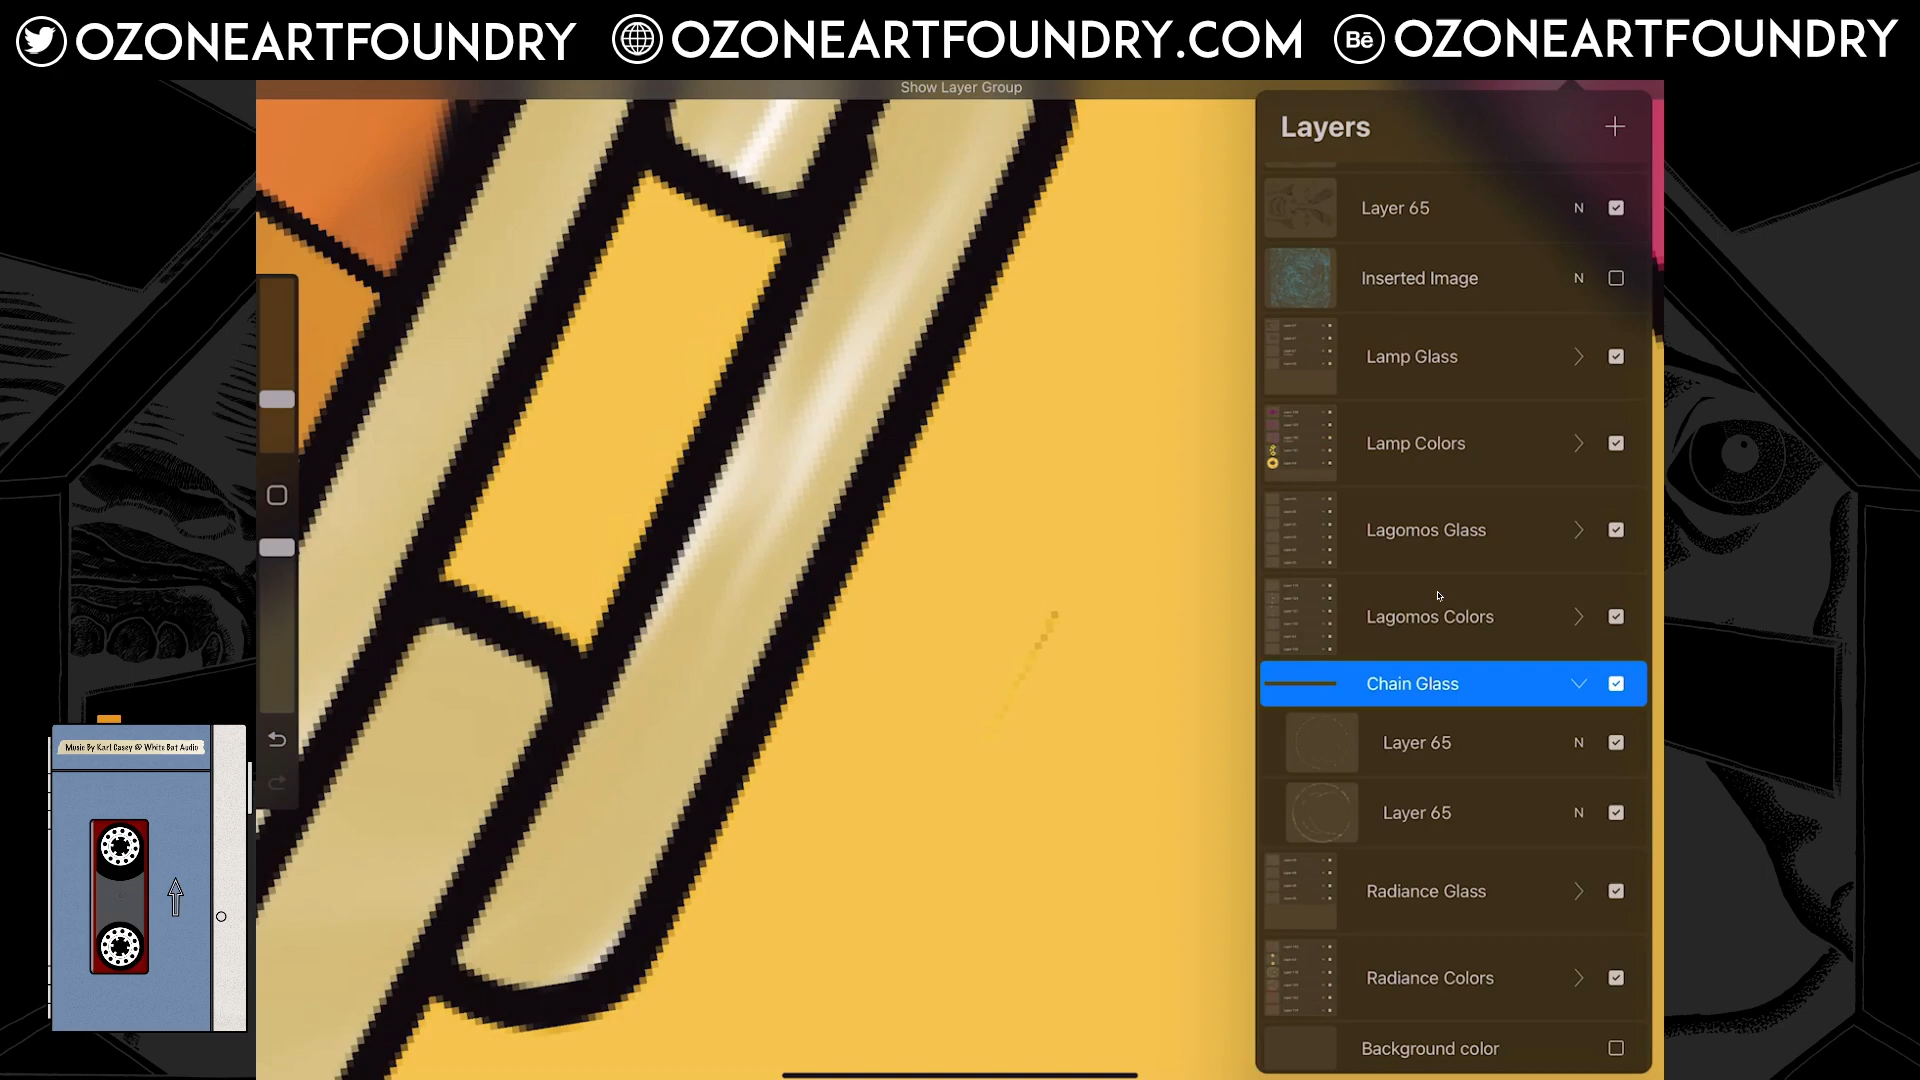 OZONEARTFOUNDRY OZONEARTFOUNDRY.COM Bē OZONEARTFOUNDRY
Show Layer Group
Layers
Layer 65 N
Inserted Image N
Lamp Glass
Lamp Colors
Lagomos Glass
Lagomos Colors
Chain Glass
Layer 65 N
Layer 65 N
Radiance Glass
Radiance Colors
Background color
Music By Karl Casey @ White Bat Audio